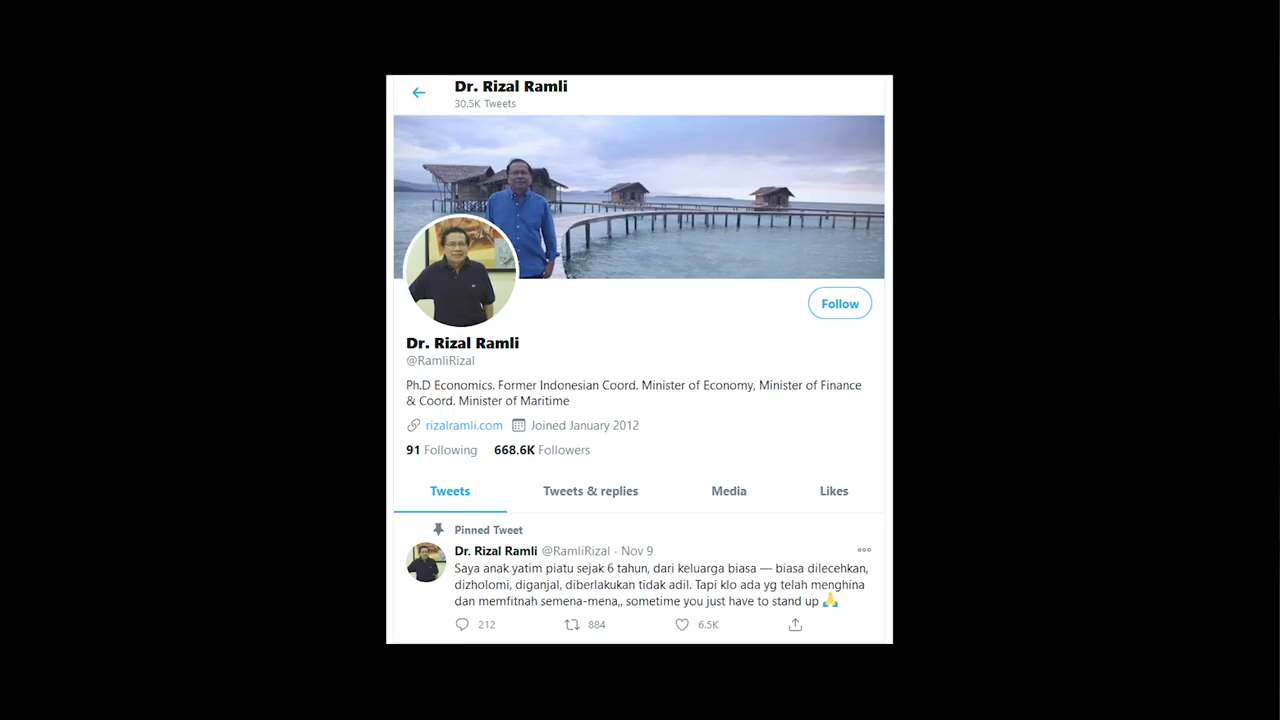 Dr. Rizal Ramli
30.5K Tweets
Follow
Dr. Rizal Ramli
@RamliRizal
Ph.D Economics. Former Indonesian Coord. Minister of Economy, Minister of Finance
& Coord. Minister of Maritime
rizalramli.com Joined January 2012
91 Following 668.6K Followers
Tweets Tweets & replies Media Likes
Pinned Tweet
Dr. Rizal Ramli @RamliRizal · Nov 9
Saya anak yatim piatu sejak 6 tahun, dari keluarga biasa — biasa dilecehkan,
dizholomi, diganjal, diberlakukan tidak adil. Tapi klo ada yg telah menghina
dan memfitnah semena-mena,, sometime you just have to stand up 🙏
212 884 6.5K